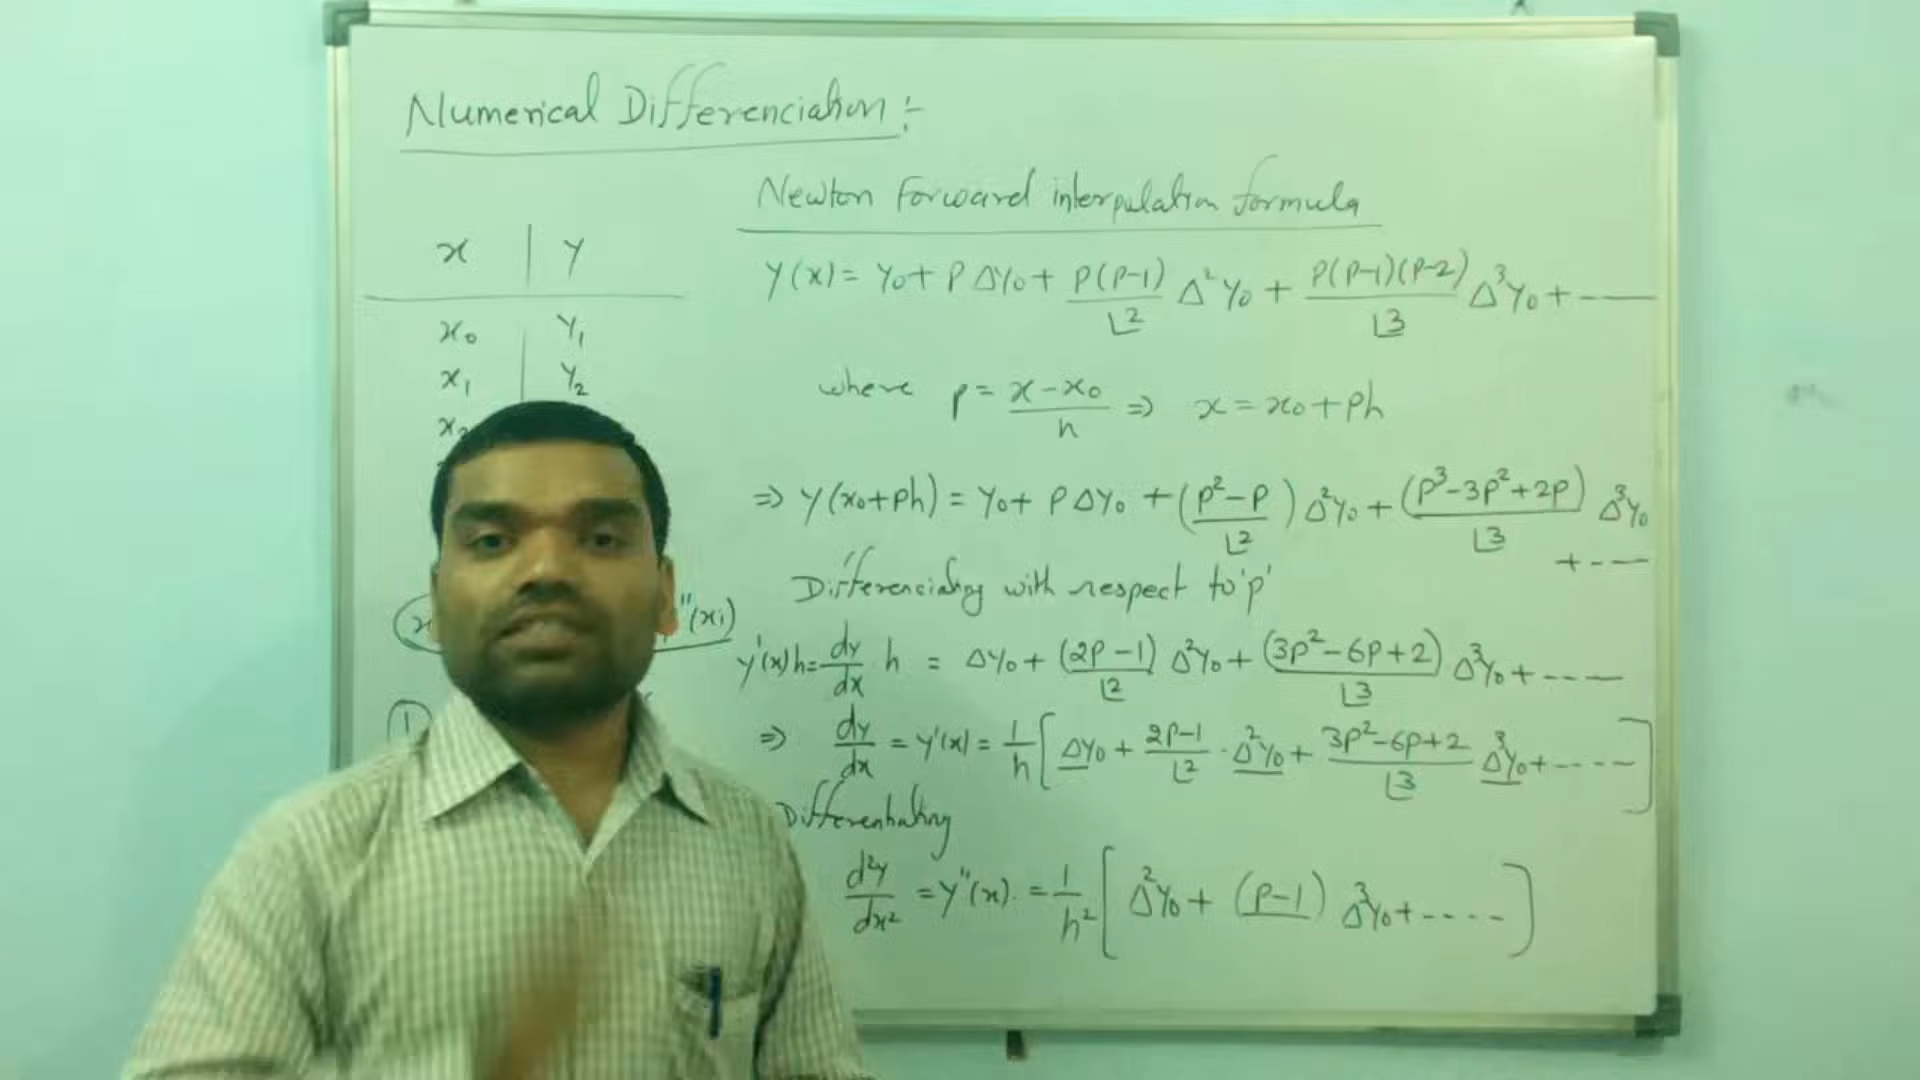 Numerical Differenciation :-
x | y
x₀ | y₁
x₁ | y₂
x₂
"(xi)
1
Newton Forward interpolation formula
y(x) = y₀ + P Δy₀ + P(P-1)/⌊2 Δ²y₀ + P(P-1)(P-2)/⌊3 Δ³y₀ + ----
where p = x-x₀/h ⇒ x = x₀+ph
⇒ y(x₀+ph) = y₀ + P Δy₀ + (p²-p)/⌊2 Δ²y₀ + (p³-3p²+2p)/⌊3 Δ³y₀
+ ---
Differenciating with respect to 'p'
y'(x)h = dy/dx h = Δy₀ + (2p-1)/⌊2 Δ²y₀ + (3p²-6p+2)/⌊3 Δ³y₀ + ----
⇒ dy/dx = y'(x) = 1/h [Δy₀ + 2p-1/⌊2 · Δ²y₀ + 3p²-6p+2/⌊3 Δ³y₀ + ----]
Differentiating
d²y/dx² = y''(x). = 1/h² [Δ²y₀ + (p-1) Δ³y₀ + ----]